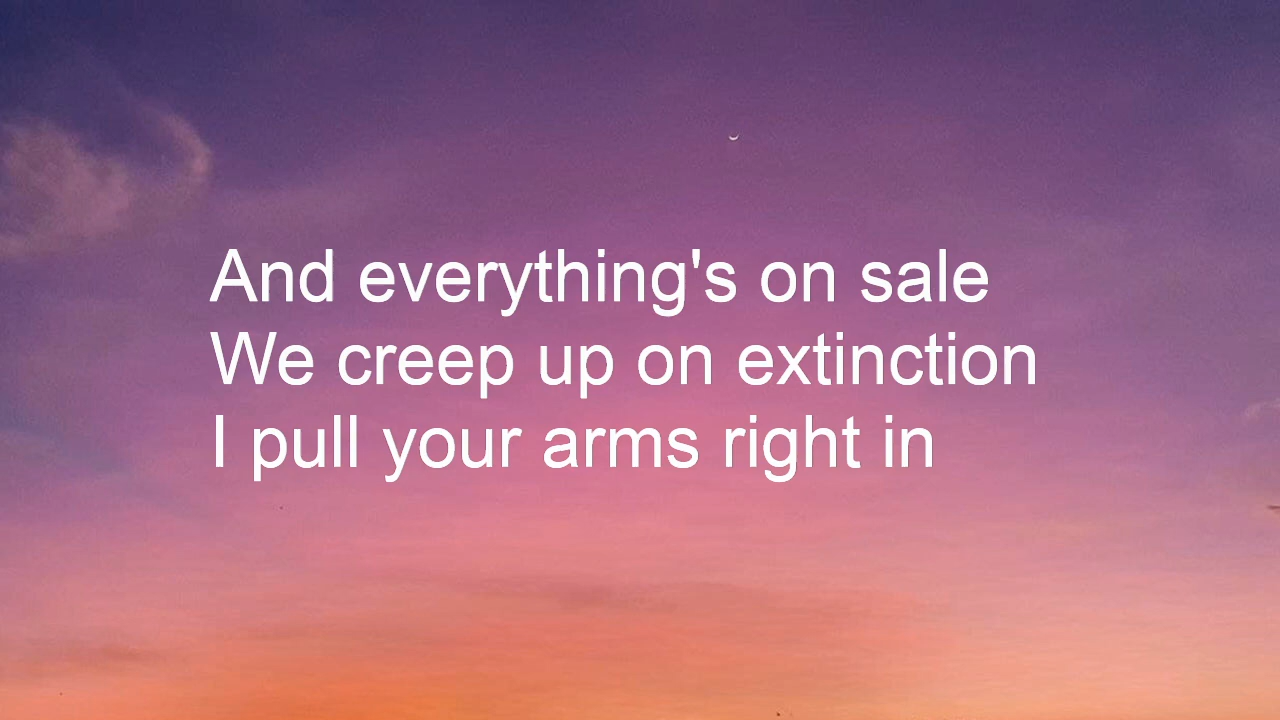 And everything's on sale
We creep up on extinction
I pull your arms right in